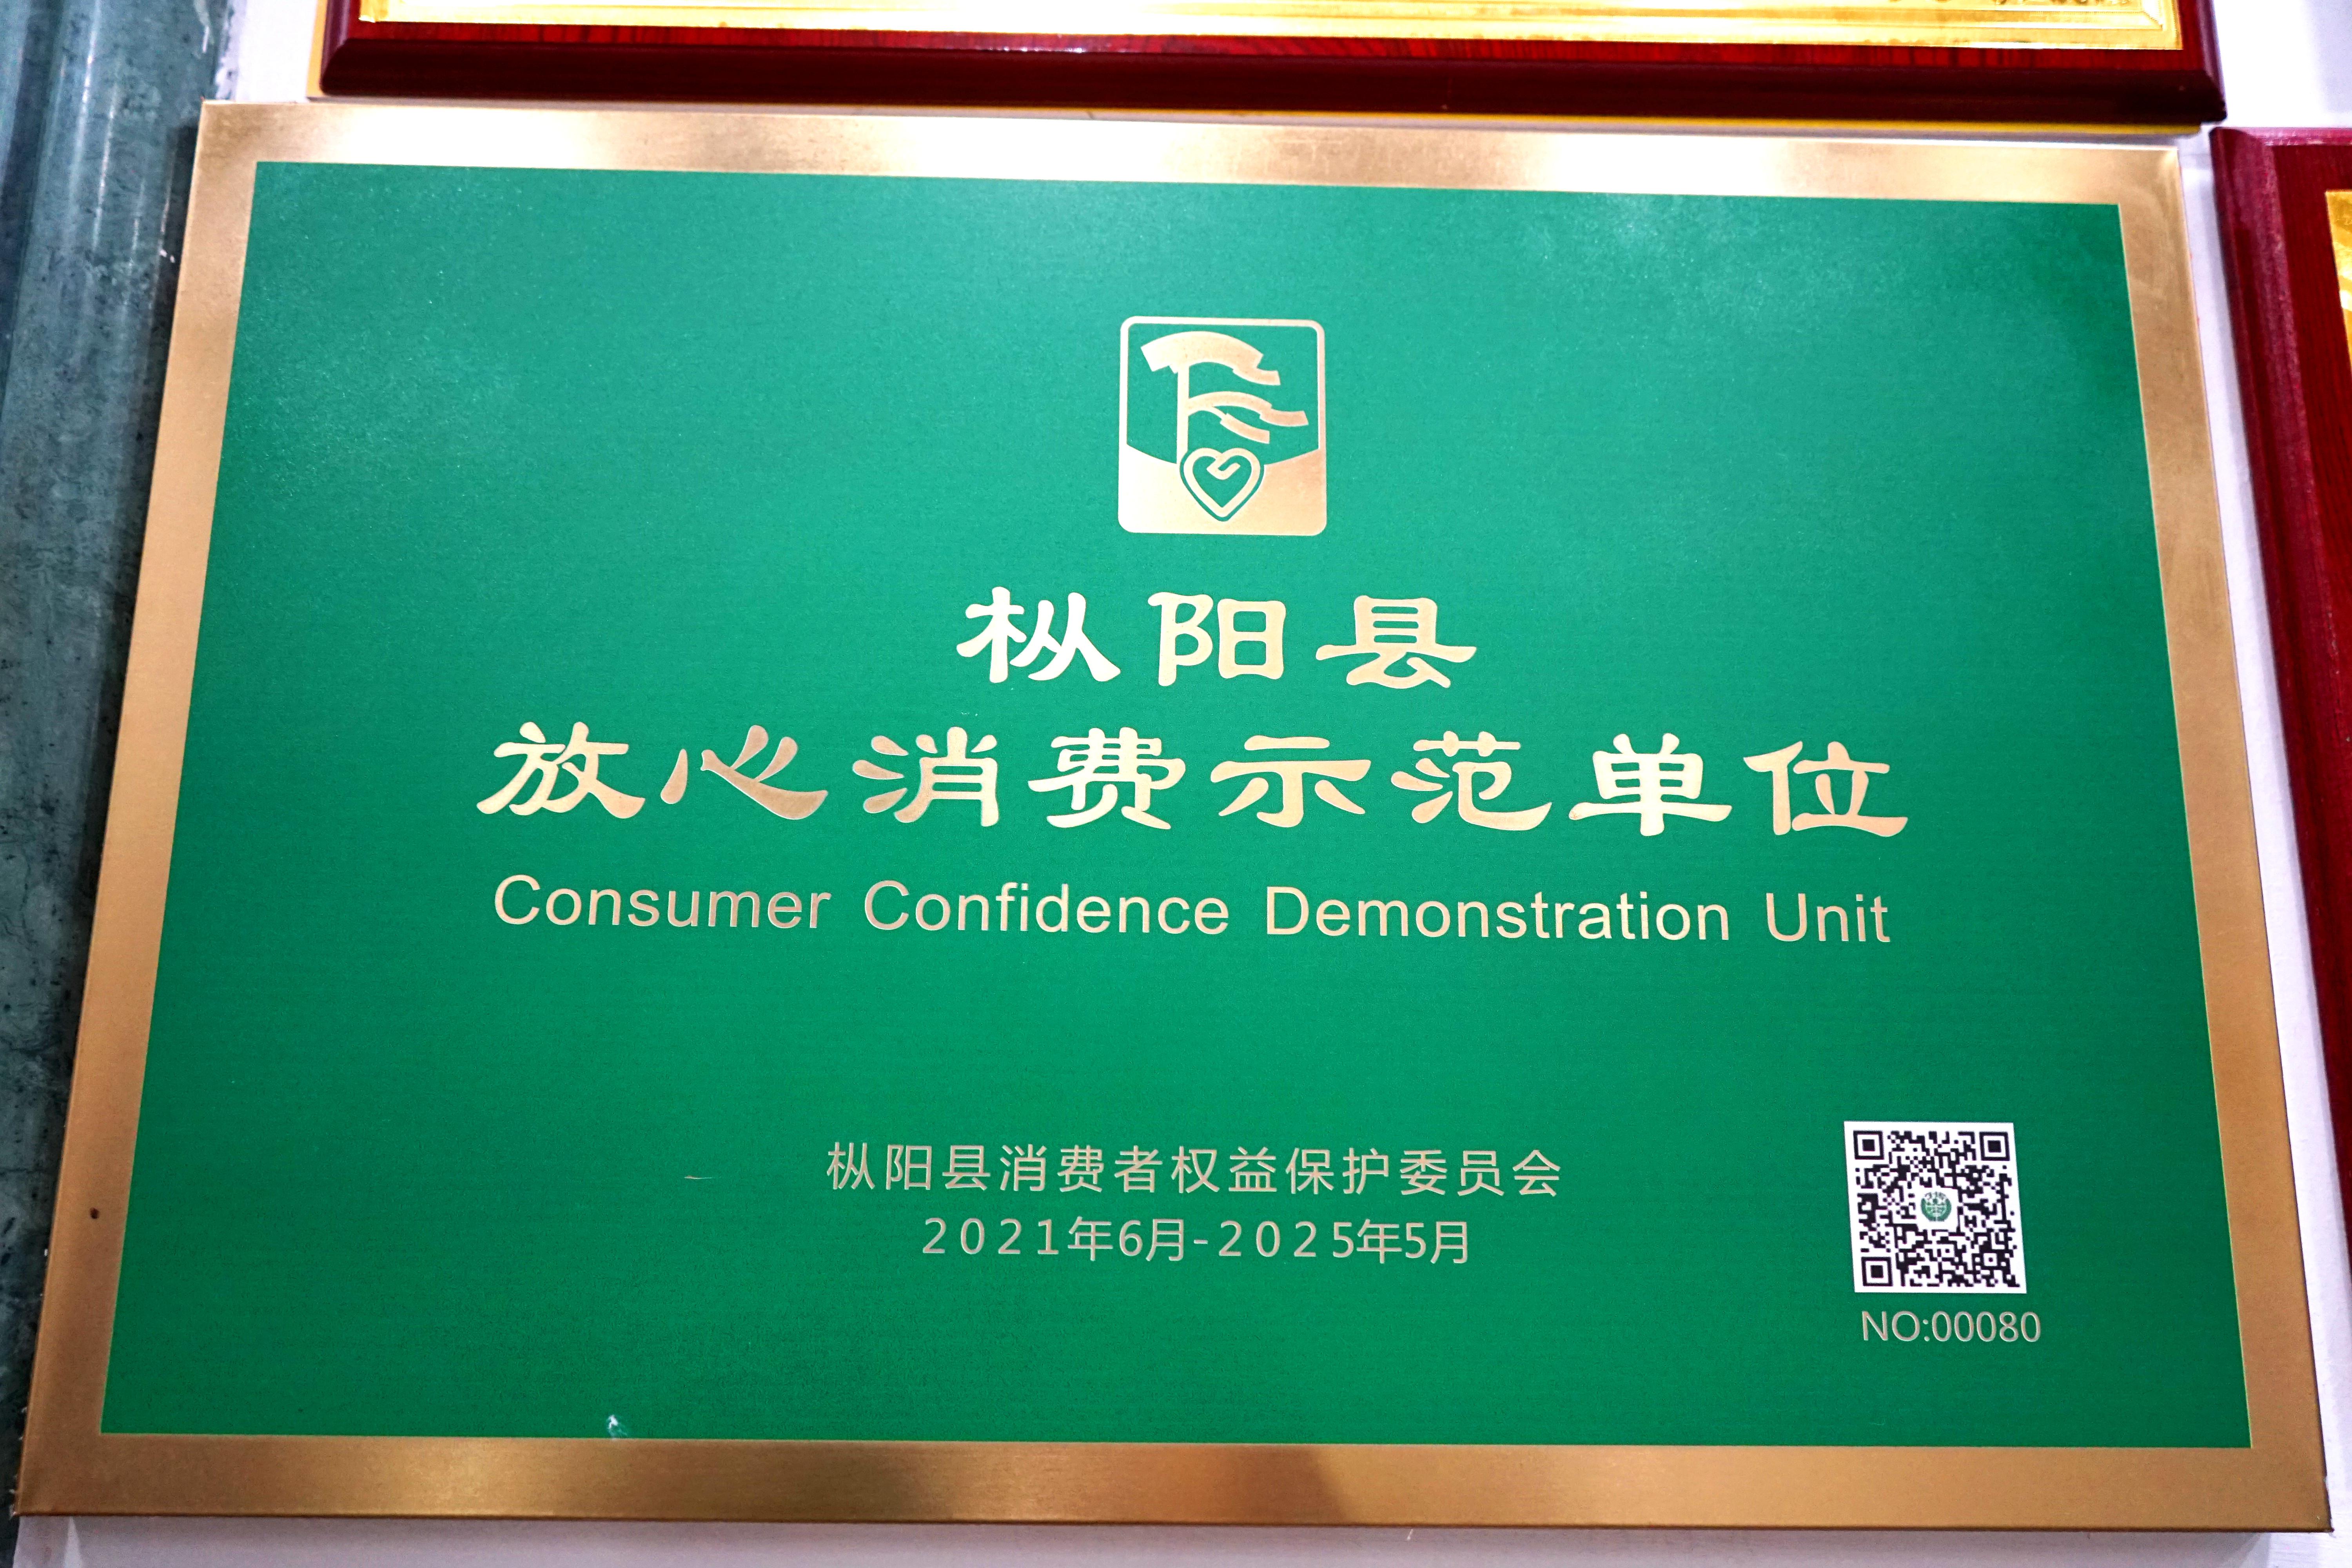 枞阳县
放心消费示范单位
Consumer Confidence Demonstration Unit
枞阳县消费者权益保护委员会
2021年6月-2025年5月
NO:00080